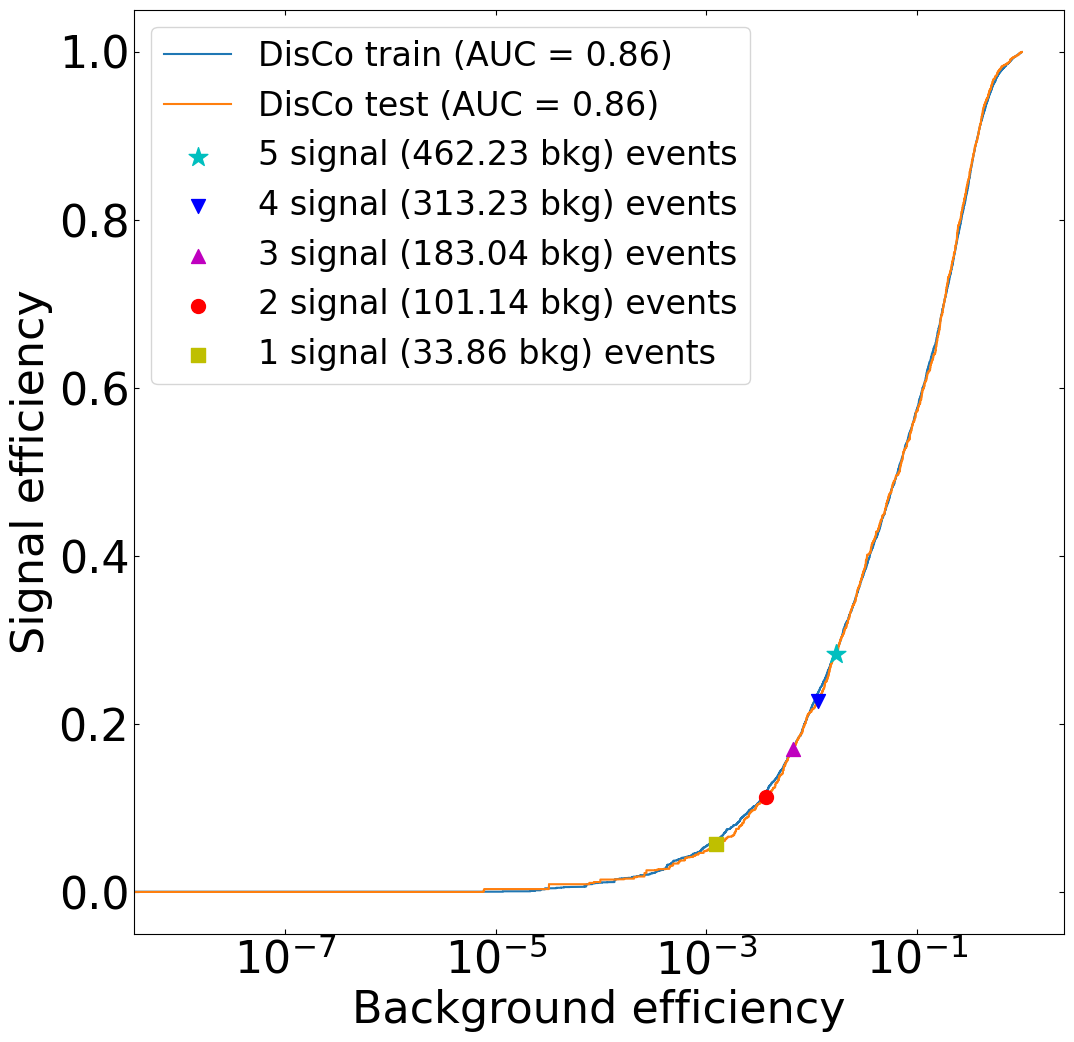 DisCo train (AUC = 0.86)
DisCo test (AUC = 0.86)
5 signal (462.23 bkg) events
4 signal (313.23 bkg) events
3 signal (183.04 bkg) events
2 signal (101.14 bkg) events
1 signal (33.86 bkg) events
Signal efficiency
1.0
0.8
0.6
0.4
0.2
0.0
10⁻⁷ 10⁻⁵ 10⁻³ 10⁻¹
Background efficiency